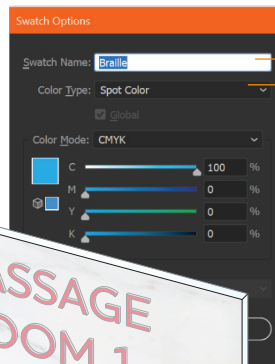 Swatch Options
Swatch Name: Braille
Color Type: Spot Color
Global
Color Mode: CMYK
C 100 %
M 0 %
Y 0 %
K 0 %
ASSAGE
OOM 1